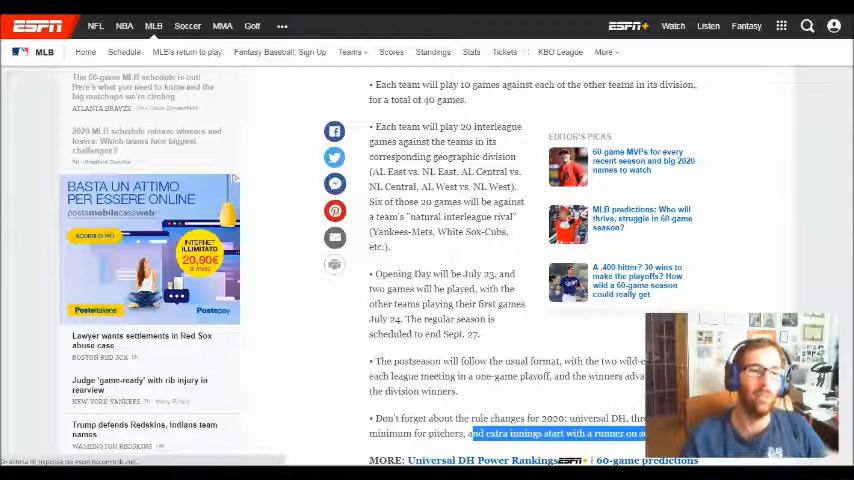 ESPN NFL NBA MLB Soccer MMA Golf ••• ESPN+ Watch Listen Fantasy
MLB Home Schedule MLB's return to play Fantasy Baseball: Sign Up Teams Scores Standings Stats Tickets KBO League More
The 60-game MLB schedule is out!
Here's what you need to know and the
big matchups we're circling
ATLANTA BRAVES
2020 MLB schedule release winners and
losers: Which teams face biggest
challenges?
5h
BASTA UN ATTIMO
PER ESSERE ONLINE
postemobilecasaweb
SCOPRI DI PIÙ
INTERNET
ILLIMITATO
20,90€
al mese
Posteitaliane
Postepay
Lawyer wants settlements in Red Sox
abuse case
BOSTON RED SOX
Judge 'game-ready' with rib injury in
rearview
NEW YORK YANKEES
Trump defends Redskins, Indians team
names
WASHINGTON REDSKINS
• Each team will play 10 games against each of the other teams in its division,
for a total of 40 games.
• Each team will play 20 interleague
games against the teams in its
corresponding geographic division
(AL East vs. NL East, AL Central vs.
NL Central, AL West vs. NL West).
Six of those 20 games will be against
a team's "natural interleague rival"
(Yankees-Mets, White Sox-Cubs,
etc.).
• Opening Day will be July 23, and
two games will be played, with the
other teams playing their first games
July 24. The regular season is
scheduled to end Sept. 27.
• The postseason will follow the usual format, with the two wild-c
each league meeting in a one-game playoff, and the winners adva
the division winners.
• Don't forget about the rule changes for 2020: universal DH, thre
minimum for pitchers, and extra innings start with a runner on s
MORE: Universal DH Power Rankings ESPN+ | 60-game predictions
EDITOR'S PICKS
60-game MVPs for every
recent season and big 2020
names to watch
MLB predictions: Who will
thrive, struggle in 60-game
season?
A .400 hitter? 30 wins to
make the playoffs? How
wild a 60-game season
could really get